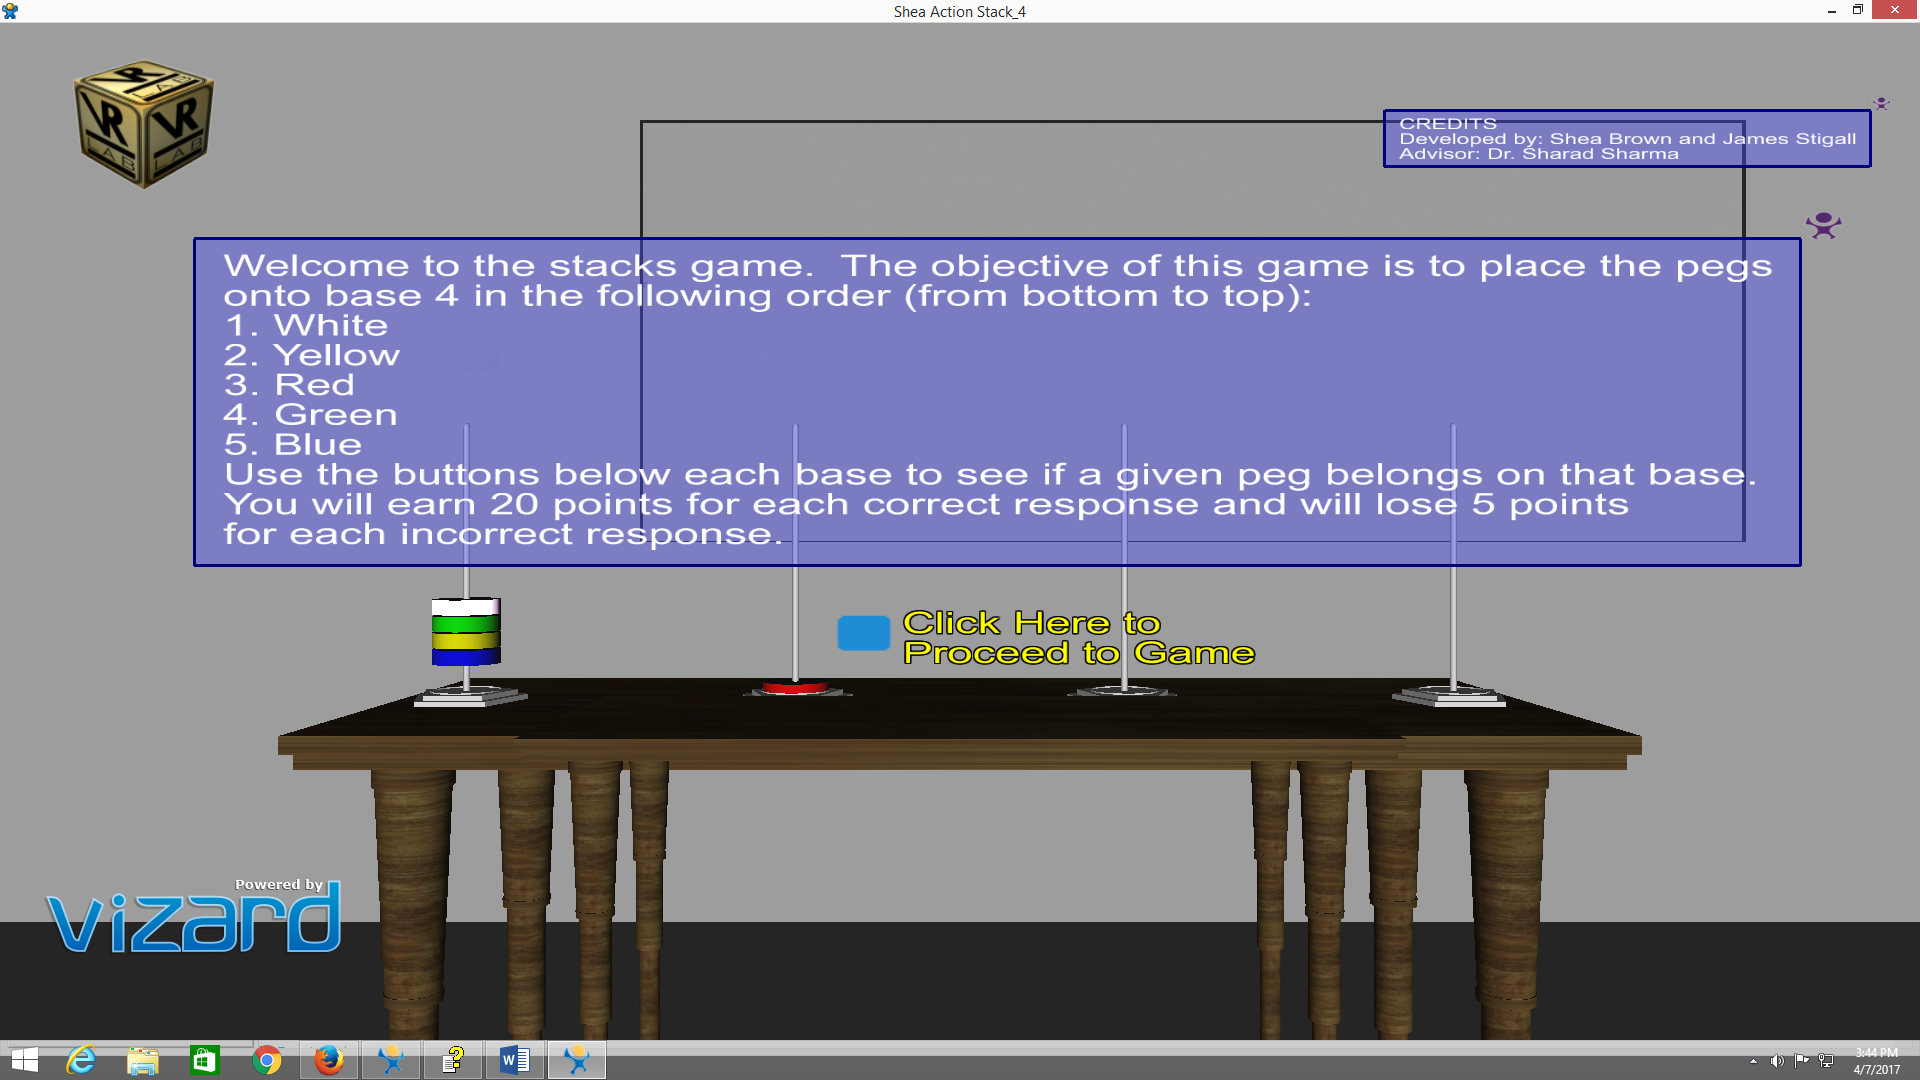 Shea Action Stack_4
VR
LAB
VR
LAB
VR
LAB
CREDITS
Developed by: Shea Brown and James Stigall
Advisor: Dr. Sharad Sharma
Welcome to the stacks game.  The objective of this game is to place the pegs
onto base 4 in the following order (from bottom to top):
1. White
2. Yellow
3. Red
4. Green
5. Blue
Use the buttons below each base to see if a given peg belongs on that base.
You will earn 20 points for each correct response and will lose 5 points
for each incorrect response.
Click Here to
Proceed to Game
Powered by
vizard
3:44 PM
4/7/2017